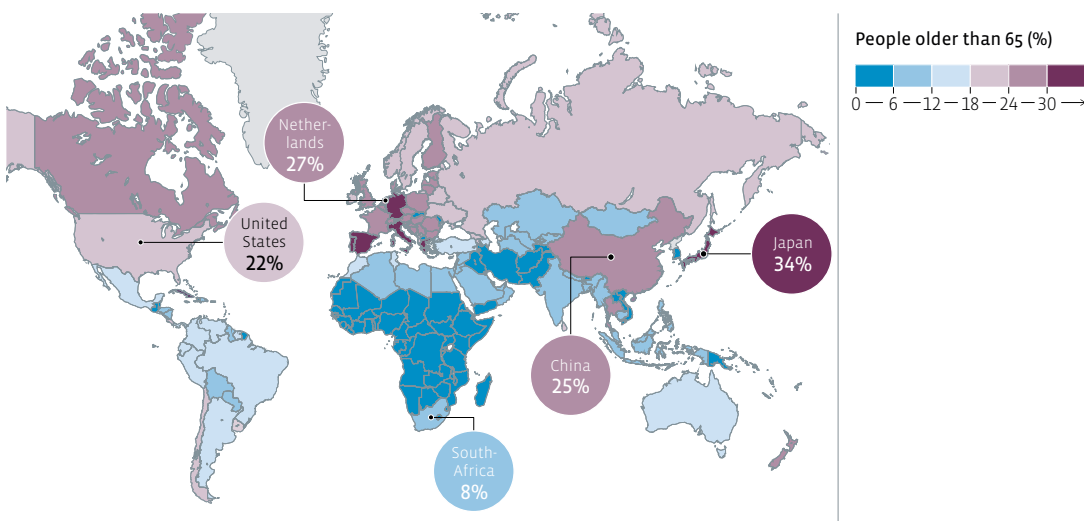 People older than 65 (%)
0 — 6 — 12 — 18 — 24 — 30 →
Nether-
lands
27%
United
States
22%
Japan
34%
China
25%
South-
Africa
8%